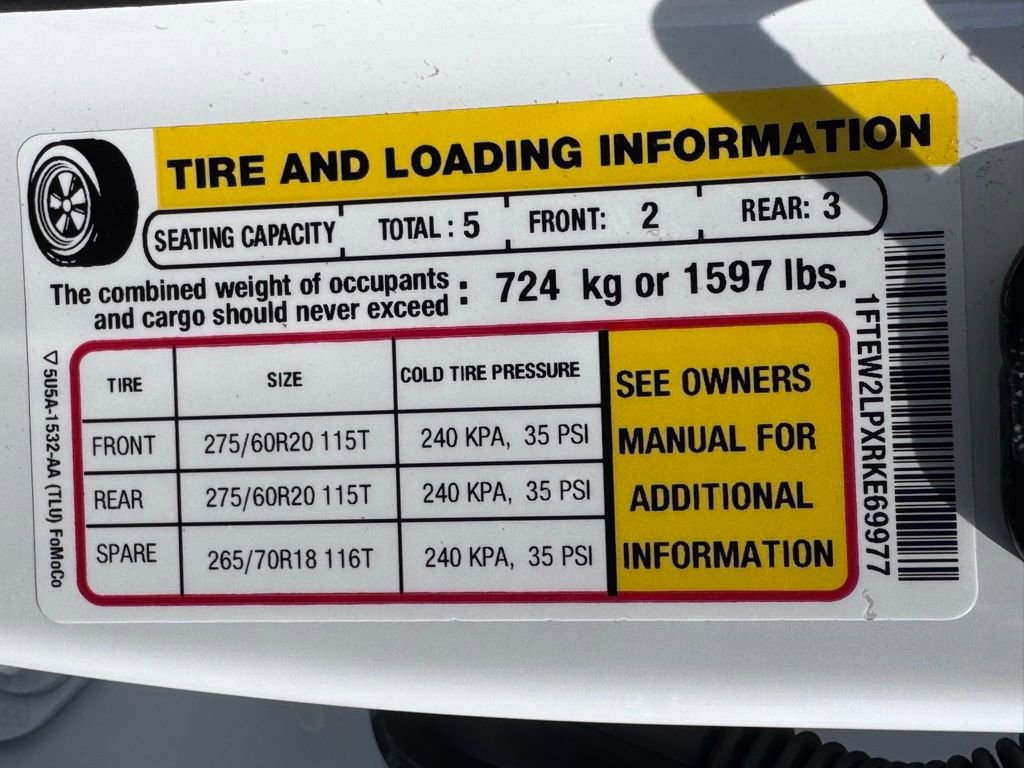 TIRE AND LOADING INFORMATION
SEATING CAPACITY TOTAL : 5 FRONT: 2 REAR: 3
The combined weight of occupants
and cargo should never exceed : 724 kg or 1597 lbs.
TIRE SIZE COLD TIRE PRESSURE
FRONT 275/60R20 115T 240 KPA, 35 PSI
REAR 275/60R20 115T 240 KPA, 35 PSI
SPARE 265/70R18 116T 240 KPA, 35 PSI
SEE OWNERS
MANUAL FOR
ADDITIONAL
INFORMATION
5U5A-1532-AA (TLU) FoMoCo
1FTEW2LPXRKE69977